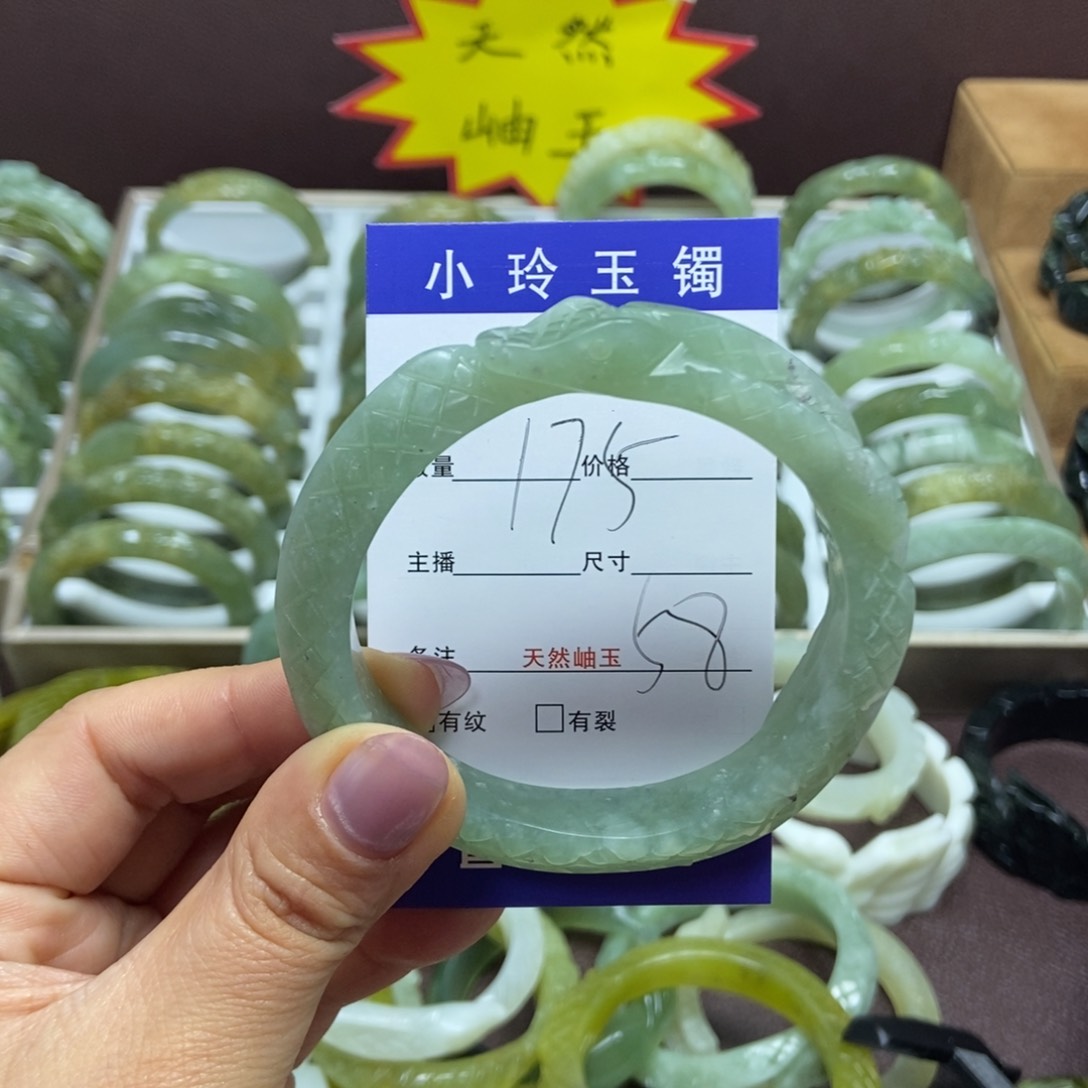 天然
岫玉
小玲玉镯
量 175 价格
主播 尺寸
58
备注 天然岫玉
有纹 □有裂